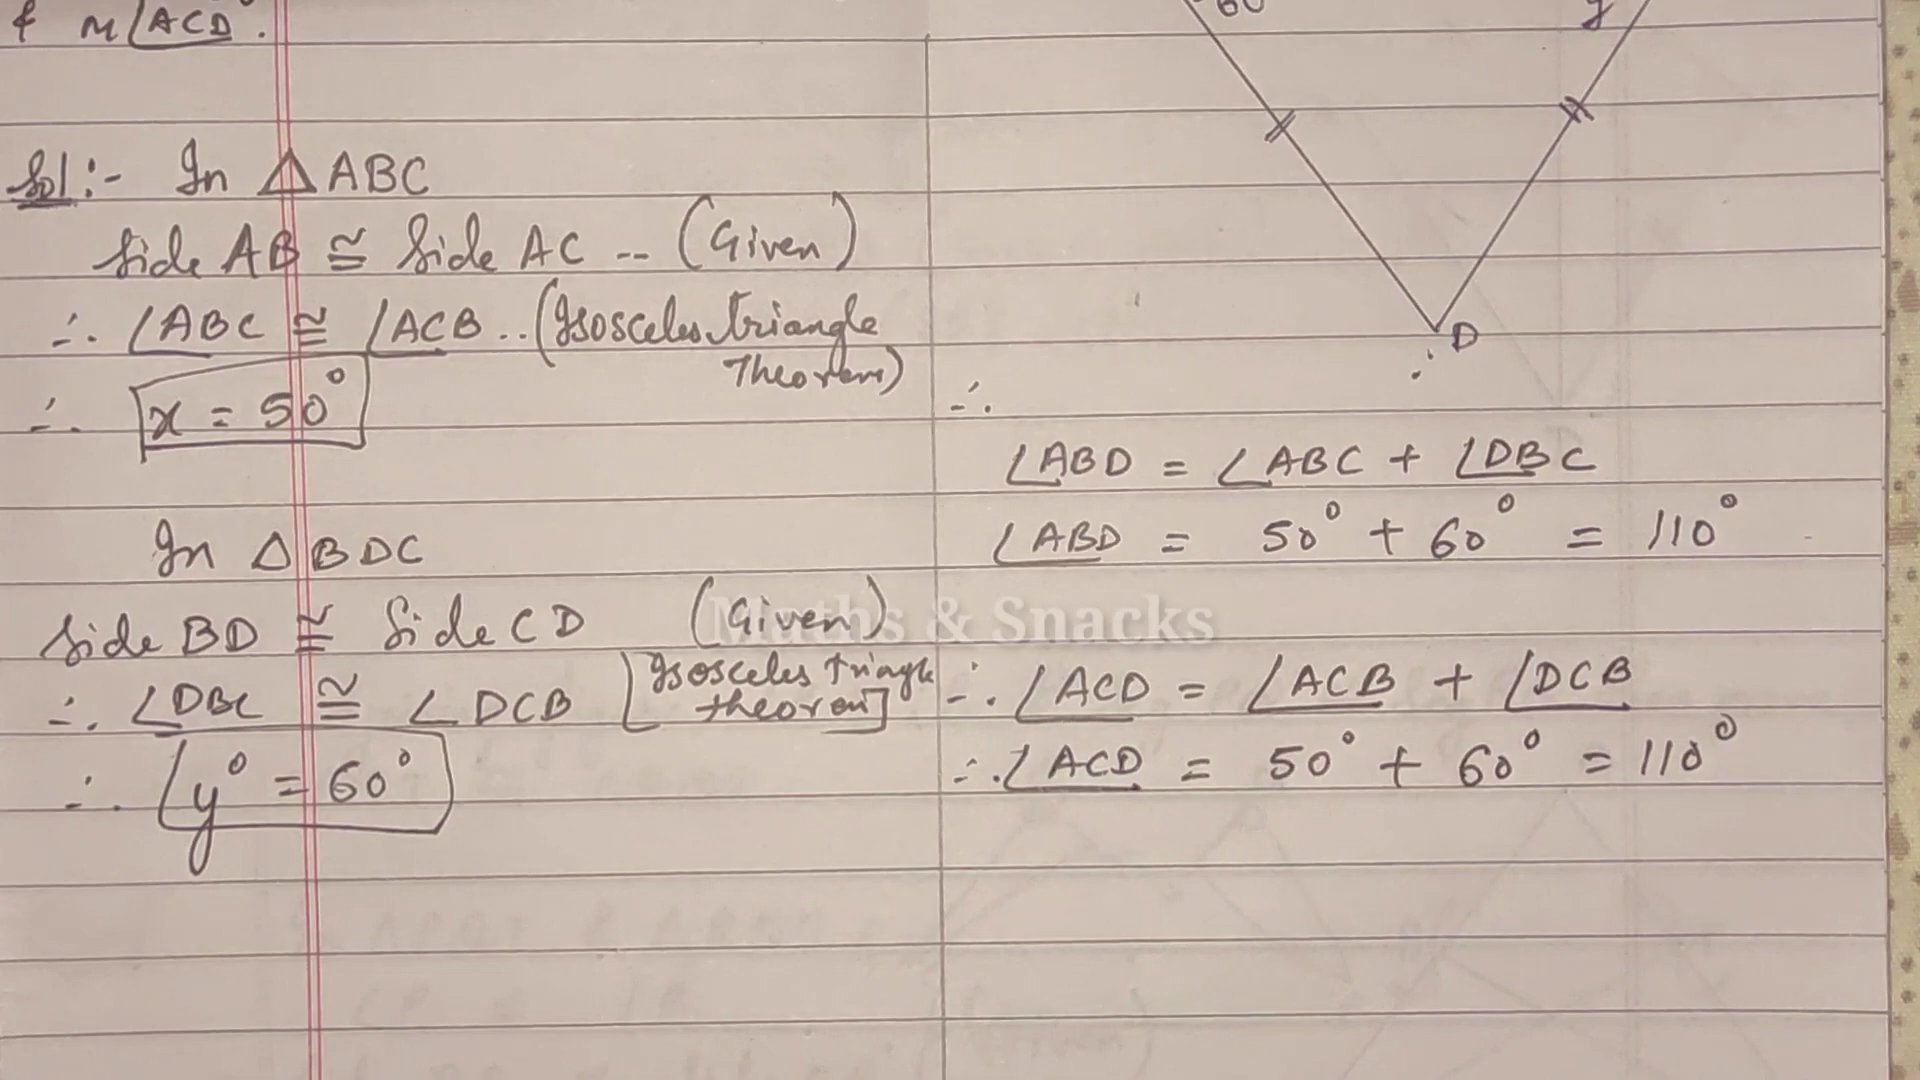 & m∠ACD.
60
y
Sol:- In △ABC
Side AB ≅ Side AC -- (Given)
∴ ∠ABC ≅ ∠ACB .. (Isosceles triangle
Theorem)
∴ x = 50°
In △BDC
Side BD ≅ Side CD (Given)
∴ ∠DBC ≅ ∠DCB [Isosceles triangle
theorem]
∴ y° = 60°
D
∴
∠ABD = ∠ABC + ∠DBC
∠ABD = 50° + 60° = 110°
Maths & Snacks
∴ ∠ACD = ∠ACB + ∠DCB
∴ ∠ACD = 50° + 60° = 110°